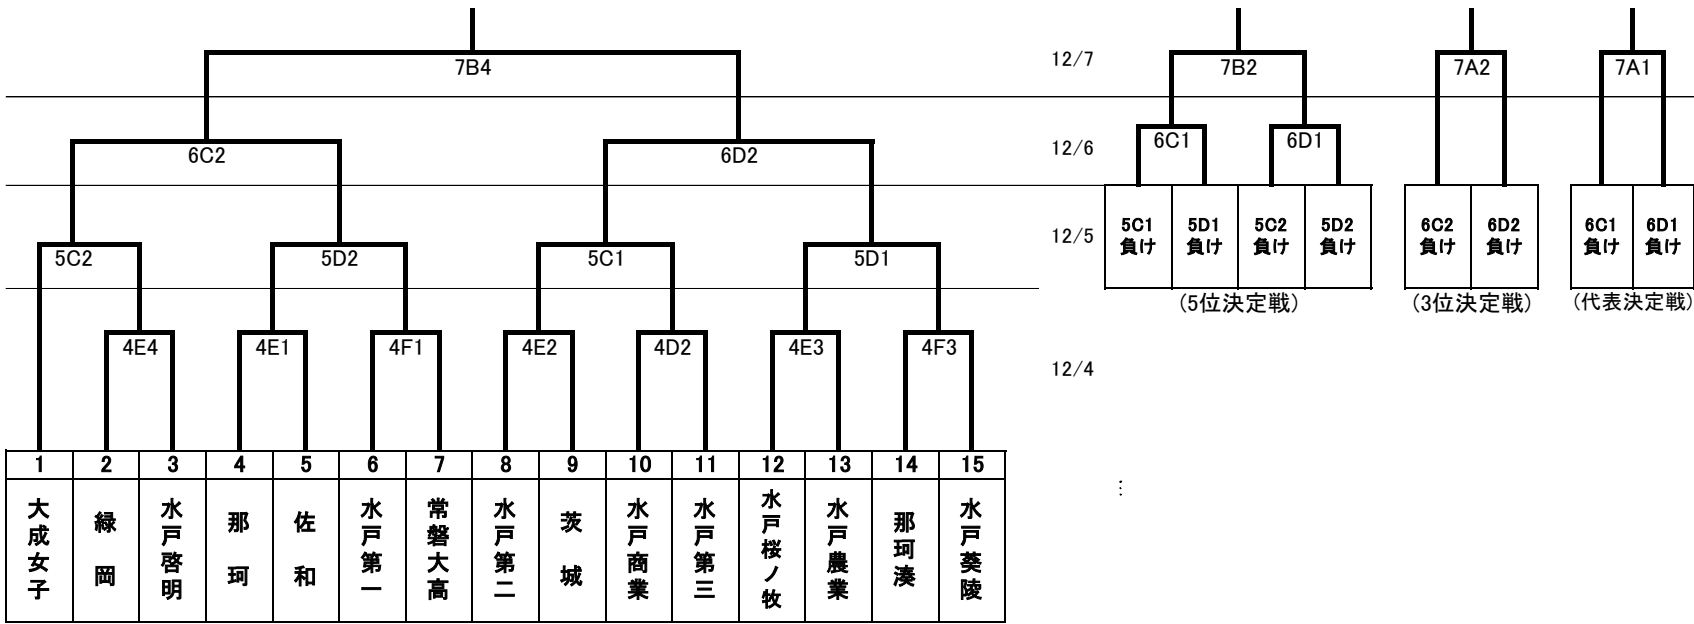 7B4
12/7
7B2
7A2
7A1
6C2
6D2
12/6
6C1
6D1
5C2
5D2
5C1
5D1
12/5
5C1
負け
5D1
負け
5C2
負け
5D2
負け
6C2
負け
6D2
負け
6C1
負け
6D1
負け
(5位決定戦)
(3位決定戦)
(代表決定戦)
4E4
4E1
4F1
4E2
4D2
4E3
4F3
12/4
1 2 3 4 5 6 7 8 9 10 11 12 13 14 15
大成女子
緑岡
水戸啓明
那珂
佐和
水戸第一
常磐大高
水戸第二
茨城
水戸商業
水戸第三
水戸桜ノ牧
水戸農業
那珂湊
水戸葵陵
…